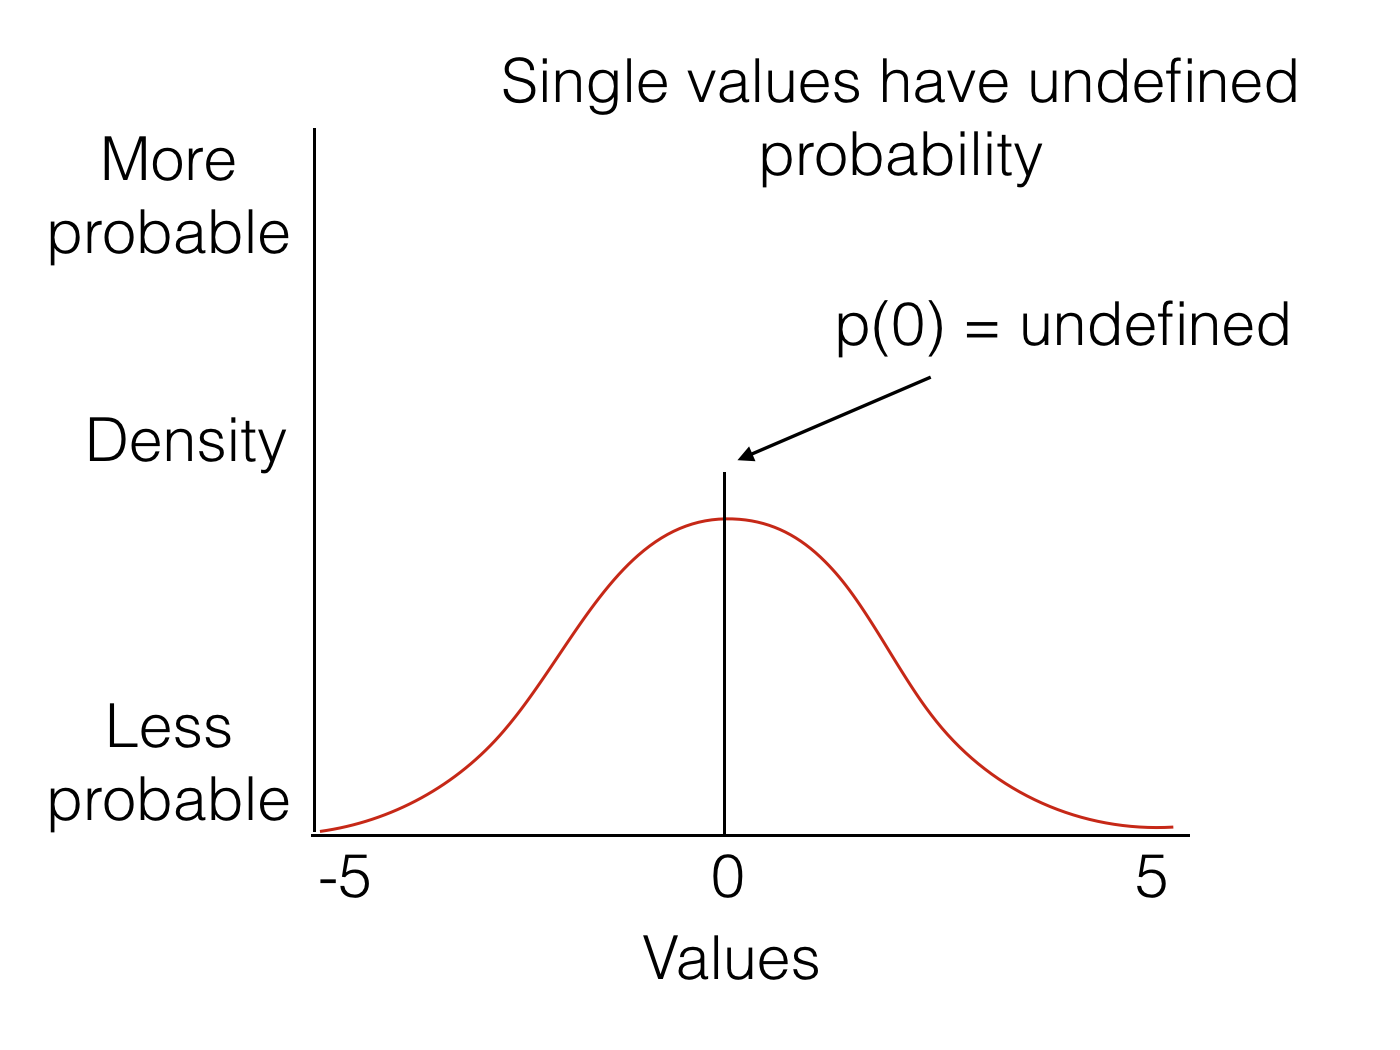 Single values have undefined
probability
More
probable
p(0) = undefined
Density
Less
probable
-5
0
5
Values